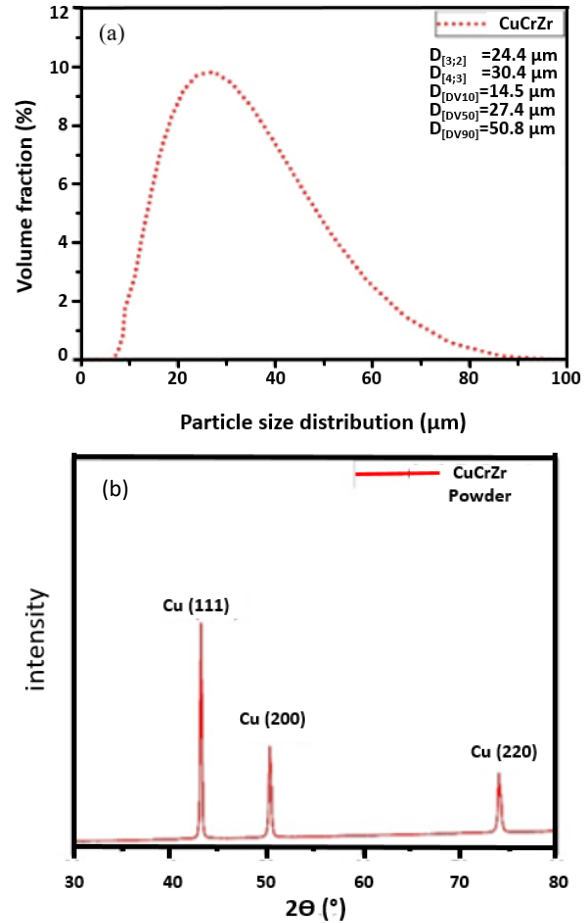 (a)
CuCrZr
D[3;2] =24.4 µm
D[4;3] =30.4 µm
D[DV10]=14.5 µm
D[DV50]=27.4 µm
D[DV90]=50.8 µm
12
10
8
6
4
2
0
Volume fraction (%)
0 20 40 60 80 100
Particle size distribution (µm)
(b)
CuCrZr
Powder
Cu (111)
Cu (200)
Cu (220)
intensity
30 40 50 60 70 80
2Ɵ (°)